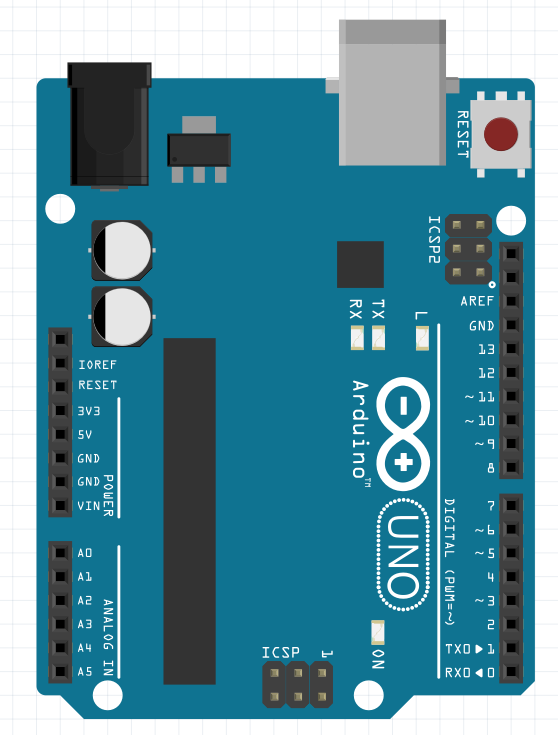 RESET
ICSP2
AREF
GND
13
12
~11
~10
~9
8
RX
TX
L
Arduino™
UNO
IOREF
RESET
3V3
5V
GND
GND
VIN
POWER
A0
A1
A2
A3
A4
A5
ANALOG IN
7
~6
~5
4
~3
2
TX0▶1
RX0◀0
DIGITAL (PWM=~)
ICSP
1
ON